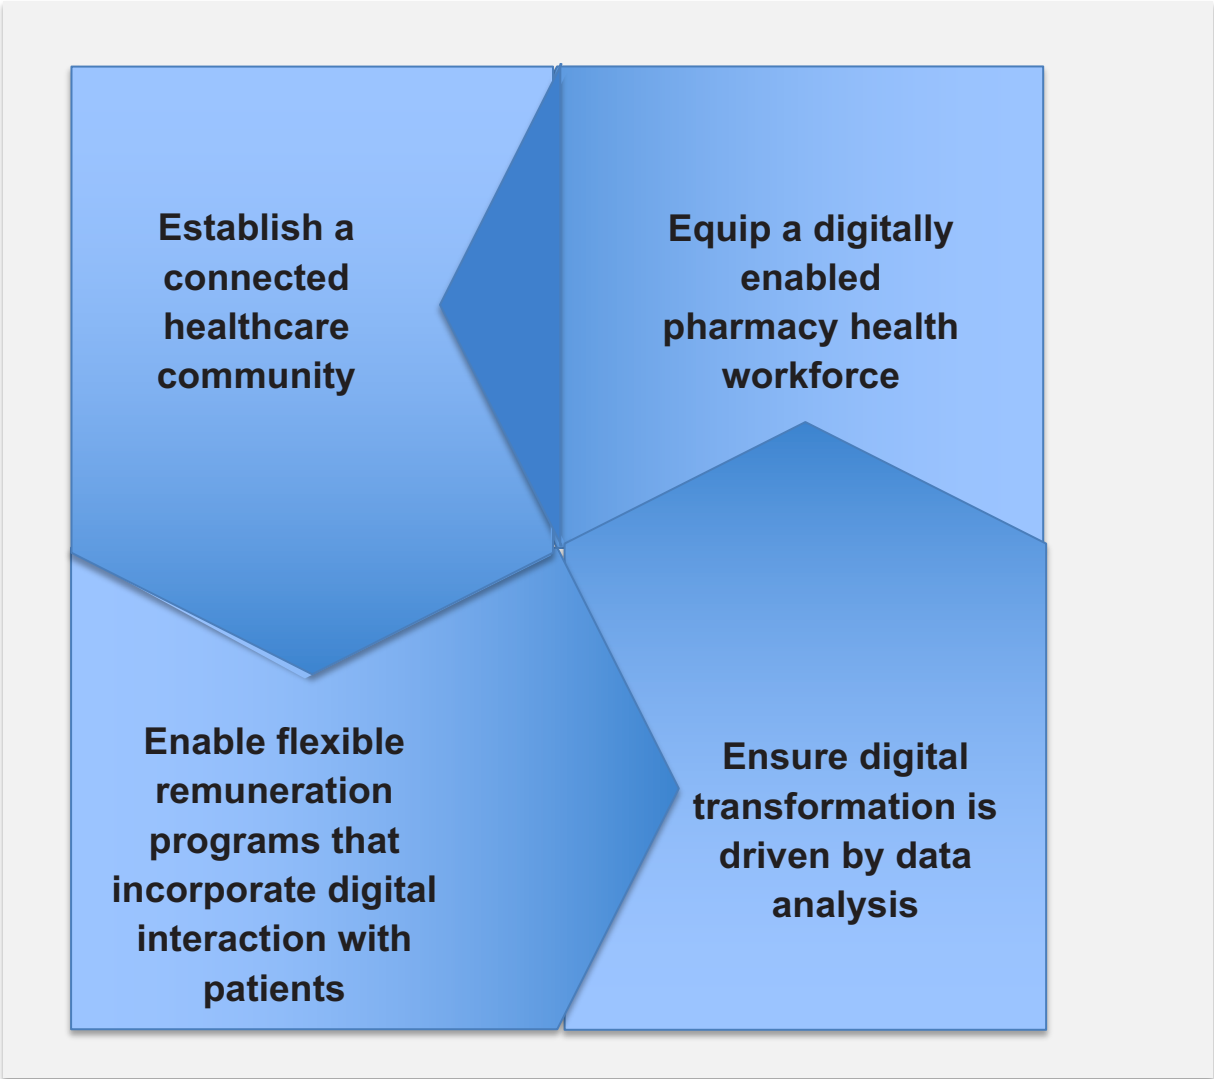 Establish a
connected
healthcare
community
Equip a digitally
enabled
pharmacy health
workforce
Enable flexible
remuneration
programs that
incorporate digital
interaction with
patients
Ensure digital
transformation is
driven by data
analysis